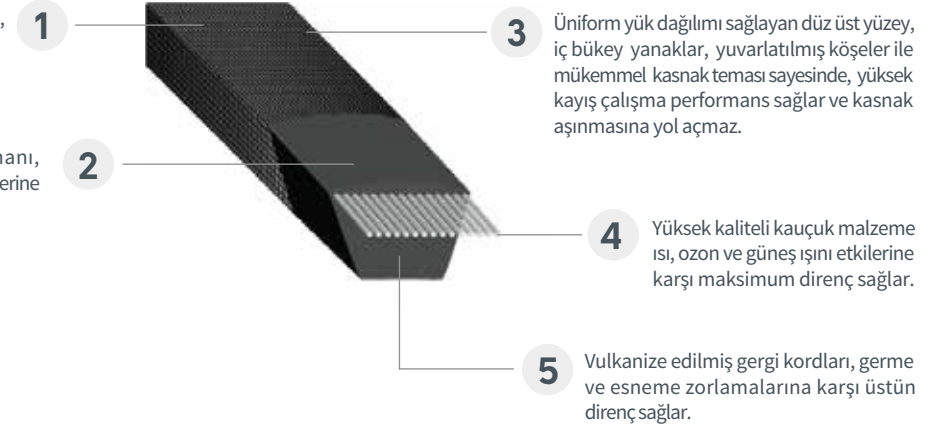 1
2
3
Üniform yük dağılımı sağlayan düz üst yüzey,
iç bükey yanaklar, yuvarlatılmış köşeler ile
mükemmel kasnak teması sayesinde, yüksek
kayış çalışma performans sağlar ve kasnak
aşınmasına yol açmaz.
4
Yüksek kaliteli kauçuk malzeme
ısı, ozon ve güneş ışını etkilerine
karşı maksimum direnç sağlar.
5
Vulkanize edilmiş gergi kordları, germe
ve esneme zorlamalarına karşı üstün
direnç sağlar.